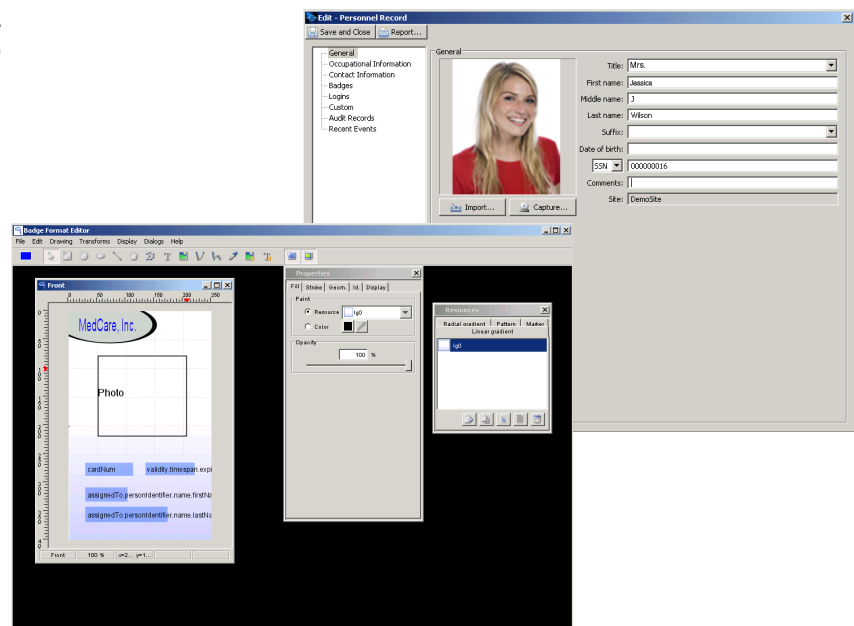 Edit - Personnel Record
Save and Close Report...
General
Occupational Information
Contact Information
Badges
Logins
Custom
Audit Records
Recent Events
General
Title: Mrs.
First name: Jessica
Middle name: J
Last name: Wilson
Suffix:
Date of birth:
SSN 000000016
Comments:
Site: DemoSite
Import... Capture...
Badge Format Editor
File Edit Drawing Transforms Display Dialogs Help
Front
0 50 100 150 200 250
MedCare, Inc.
Photo
cardNum validity.timespan.expi
assignedTo.personIdentifier.name.firstNa
assignedTo.personIdentifier.name.lastNa
Front 100 % x=2... y=1...
Properties
Fill Stroke Geom. Id. Display
Paint
Resource lg0
Color
Opacity
100 %
Resources
Radial gradient Pattern Marker
Linear gradient
lg0